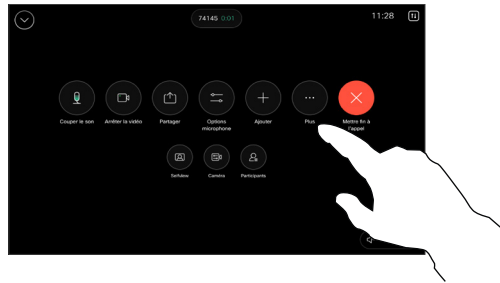 74145 0:01
11:28
Couper le son
Arrêter la vidéo
Partager
Options
microphone
Ajouter
Plus
Mettre fin à
l'appel
Selfview
Caméra
Participants